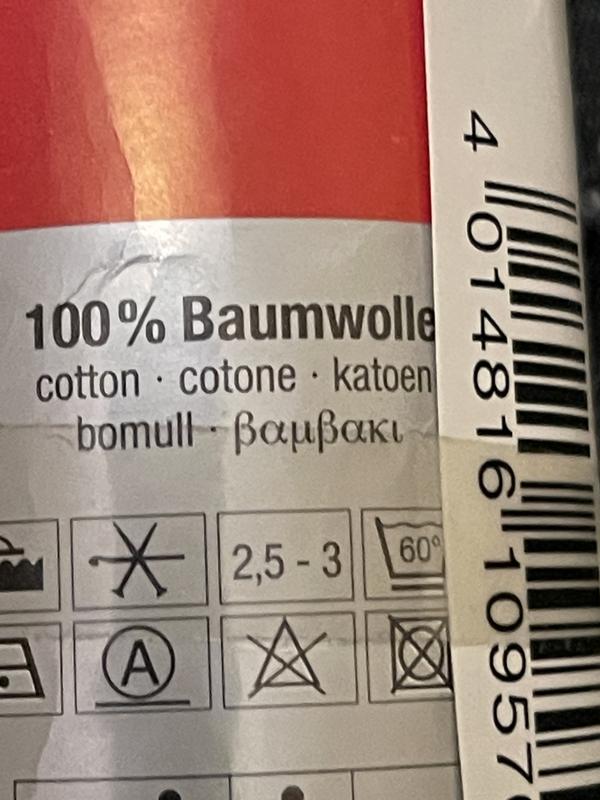 100% Baumwolle
cotton · cotone · katoen
bomull · βαμβακι
2,5 - 3
60°
A
4 014816 10957